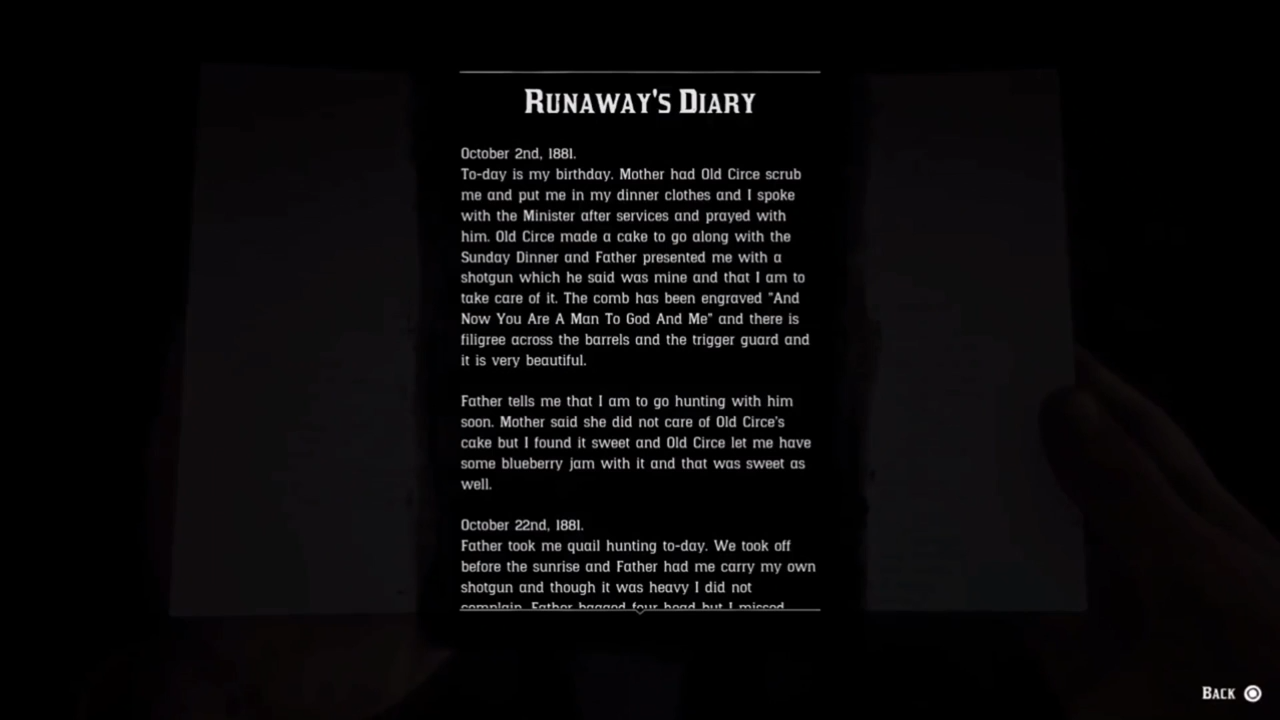 Runaway's Diary
October 2nd, 1881.
To-day is my birthday. Mother had Old Circe scrub
me and put me in my dinner clothes and I spoke
with the Minister after services and prayed with
him. Old Circe made a cake to go along with the
Sunday Dinner and Father presented me with a
shotgun which he said was mine and that I am to
take care of it. The comb has been engraved "And
Now You Are A Man To God And Me" and there is
filigree across the barrels and the trigger guard and
it is very beautiful.
Father tells me that I am to go hunting with him
soon. Mother said she did not care of Old Circe's
cake but I found it sweet and Old Circe let me have
some blueberry jam with it and that was sweet as
well.
October 22nd, 1881.
Father took me quail hunting to-day. We took off
before the sunrise and Father had me carry my own
shotgun and though it was heavy I did not
complain. Father bagged four head but I missed
Back